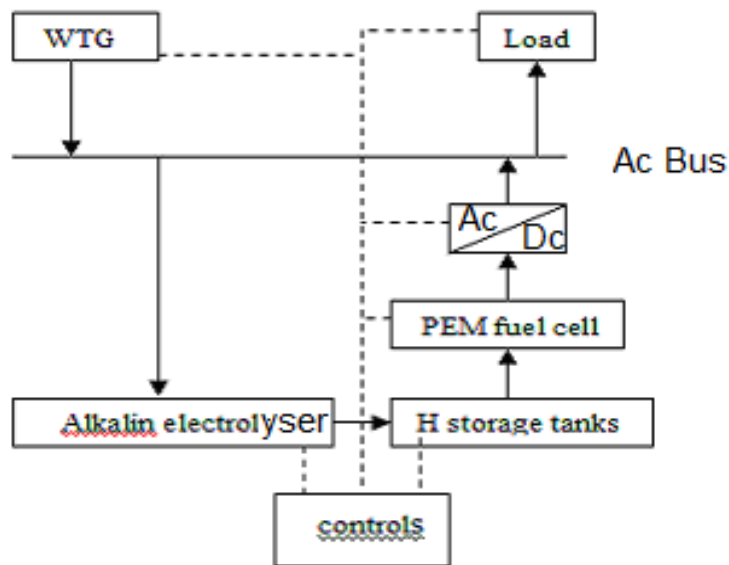 WTG
Load
Ac Bus
Ac
Dc
PEM fuel cell
Alkalin electrolyser
H storage tanks
controls